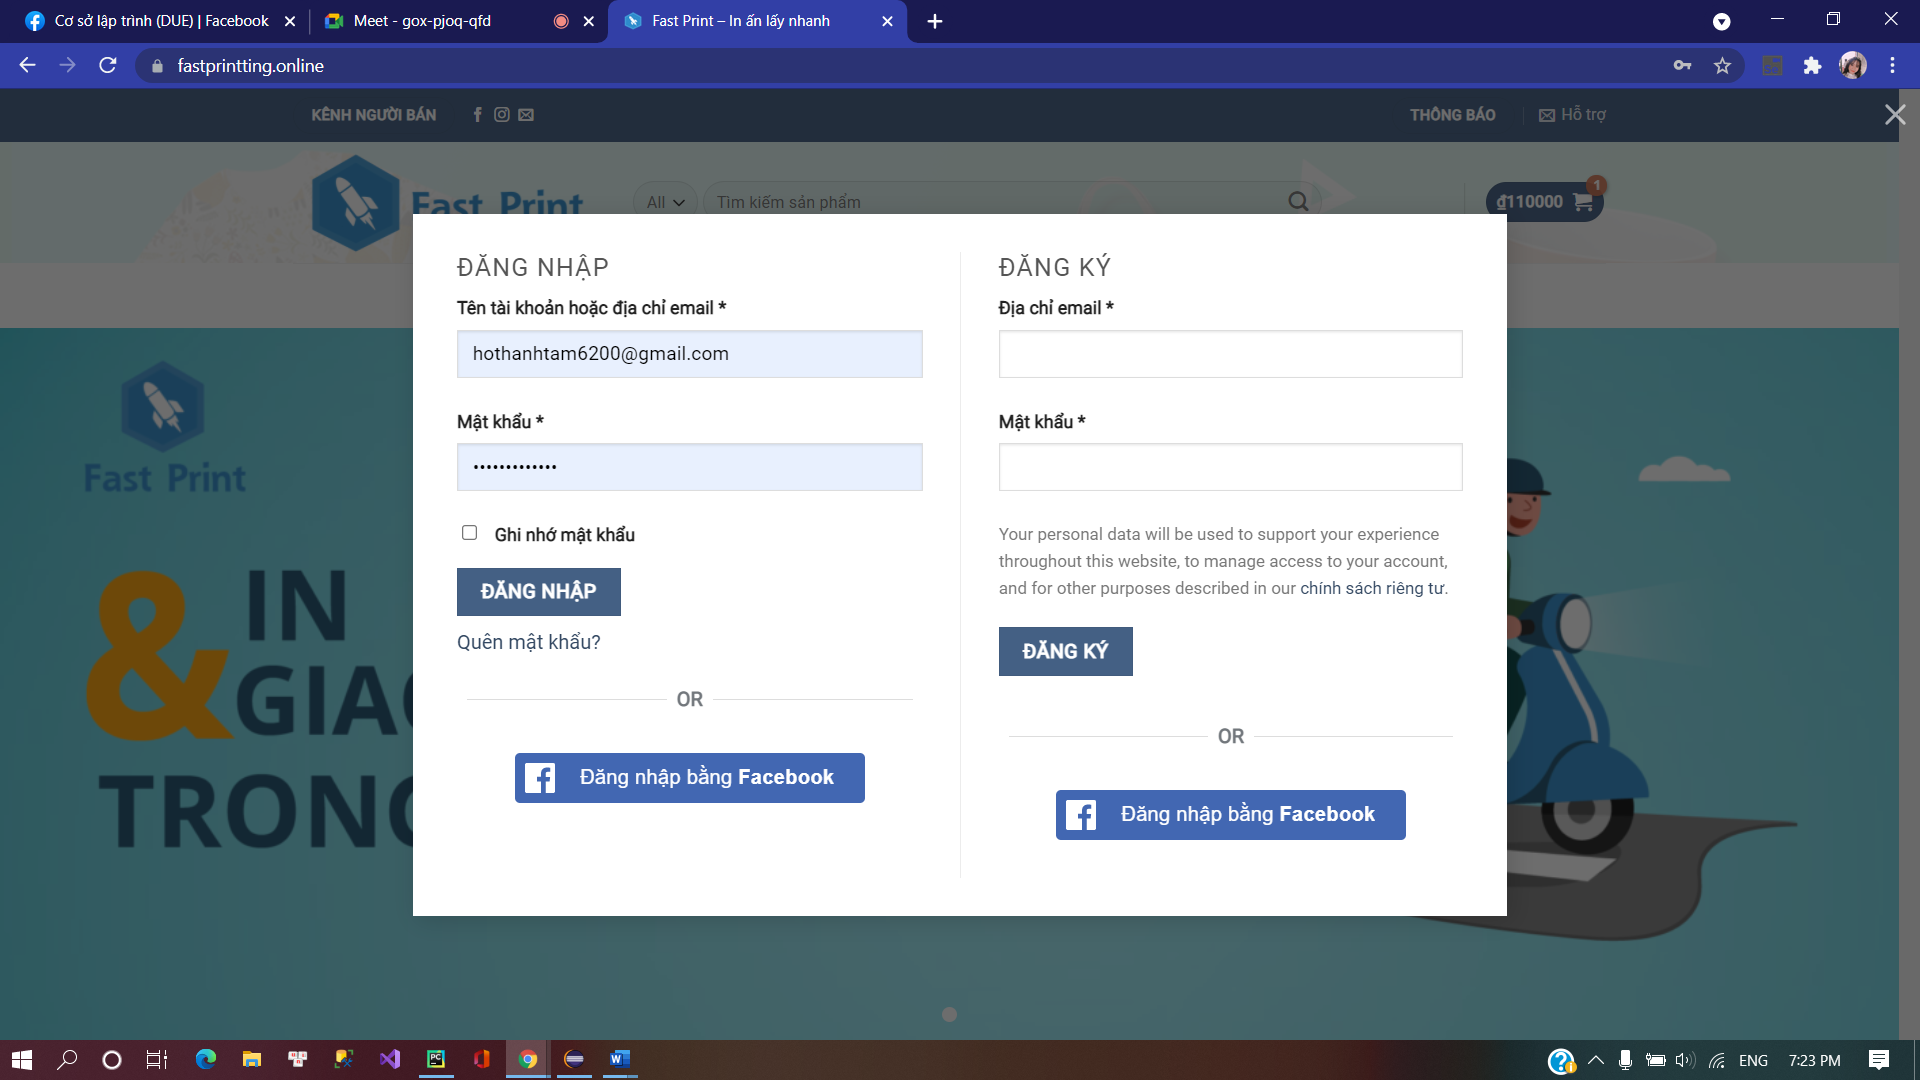 Cơ sở lập trình (DUE) | Facebook
Meet - gox-pjoq-qfd
Fast Print – In ấn lấy nhanh
fastprintting.online
KÊNH NGƯỜI BÁN
THÔNG BÁO
Hỗ trợ
Fast Print
All
Tìm kiếm sản phẩm
₫110000
1
ĐĂNG NHẬP
Tên tài khoản hoặc địa chỉ email *
hothanhtam6200@gmail.com
Mật khẩu *
•••••••••••••
Ghi nhớ mật khẩu
ĐĂNG NHẬP
Quên mật khẩu?
OR
Đăng nhập bằng Facebook
ĐĂNG KÝ
Địa chỉ email *
Mật khẩu *
Your personal data will be used to support your experience
throughout this website, to manage access to your account,
and for other purposes described in our chính sách riêng tư.
ĐĂNG KÝ
OR
Đăng nhập bằng Facebook
Fast Print
& IN
GIAO
TRONG
ENG
7:23 PM